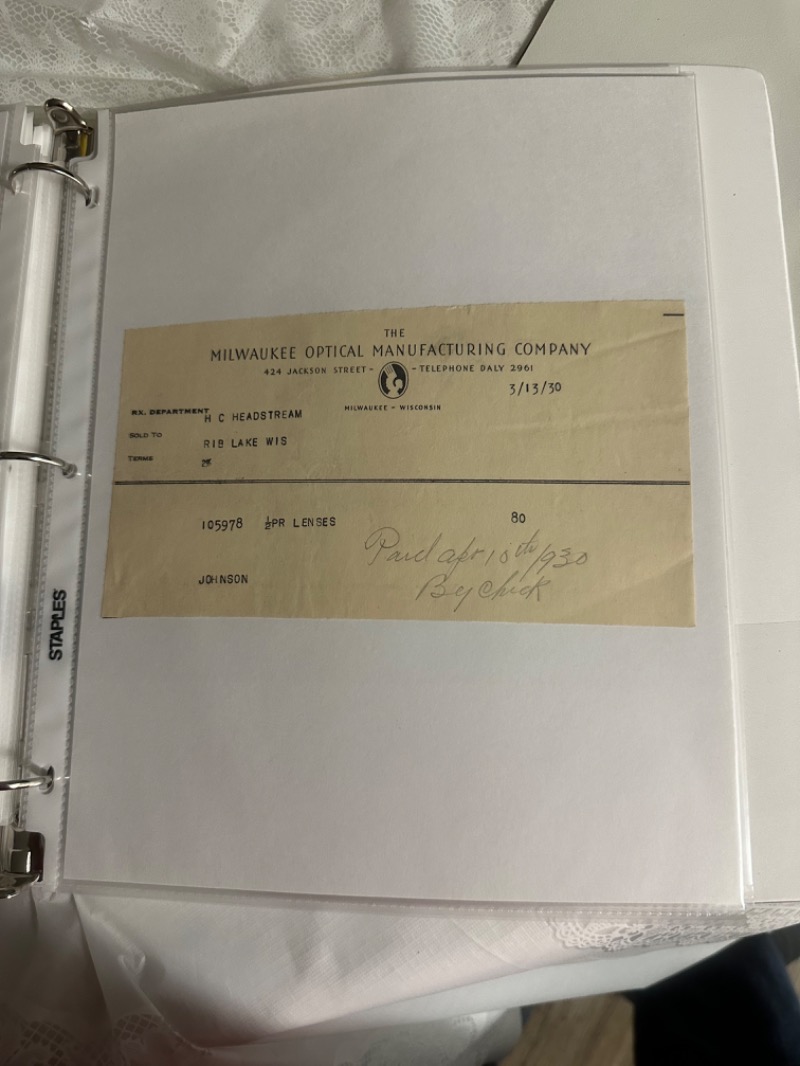 THE
MILWAUKEE OPTICAL MANUFACTURING COMPANY
424 JACKSON STREET - TELEPHONE DALY 2961
MILWAUKEE - WISCONSIN
3/13/30
RX. DEPARTMENT H C HEADSTREAM
SOLD TO RIB LAKE WIS
TERMS
105978 ½PR LENSES 80
Paid apr 10th/930
By Check
JOHNSON
STAPLES